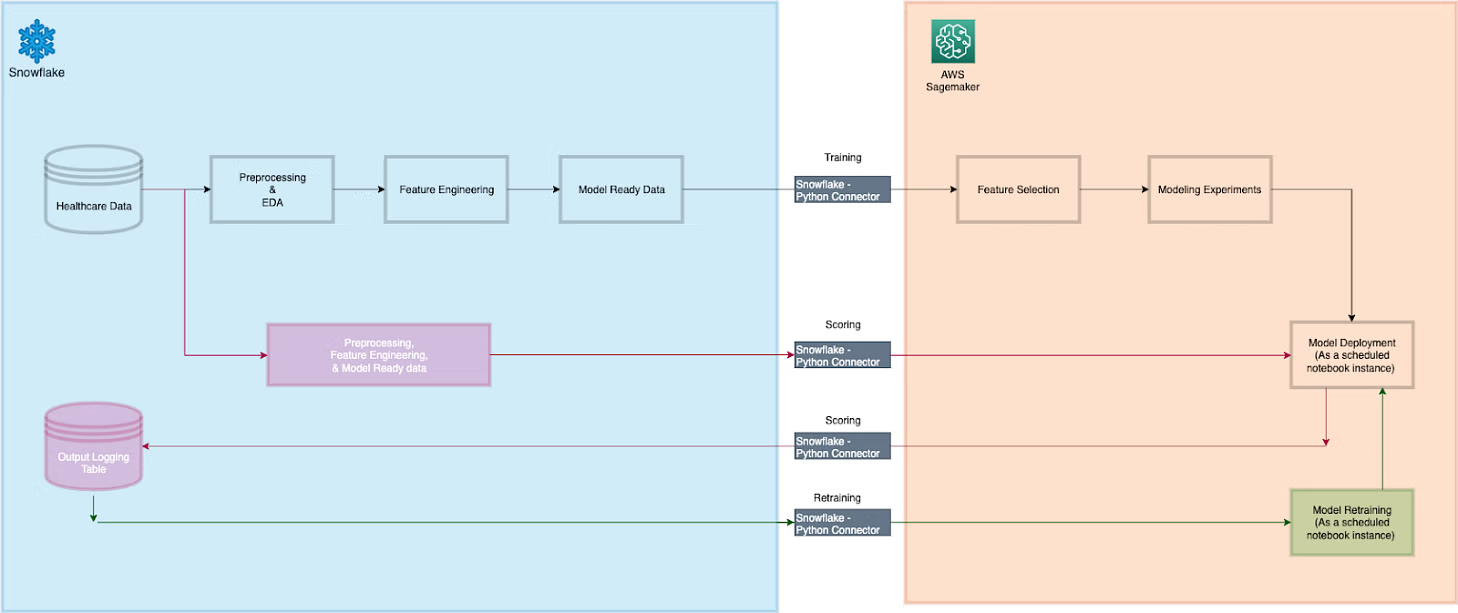 Snowflake
AWS
Sagemaker
Training
Healthcare Data
Preprocessing
&
EDA
Feature Engineering
Model Ready Data
Snowflake -
Python Connector
Feature Selection
Modeling Experiments
Scoring
Preprocessing,
Feature Engineering,
& Model Ready data
Snowflake -
Python Connector
Model Deployment
(As a scheduled
notebook instance)
Scoring
Output Logging
Table
Snowflake -
Python Connector
Retraining
Snowflake -
Python Connector
Model Retraining
(As a scheduled
notebook instance)